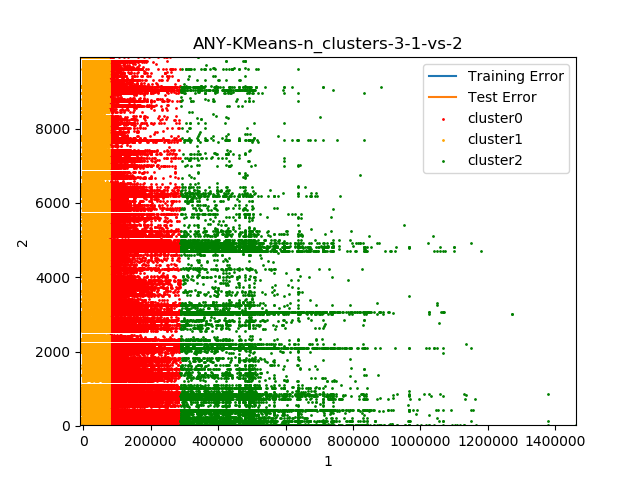 ANY-KMeans-n_clusters-3-1-vs-2
Training Error
Test Error
cluster0
cluster1
cluster2
8000
6000
4000
2000
0
2
0 200000 400000 600000 800000 1000000 1200000 1400000
1